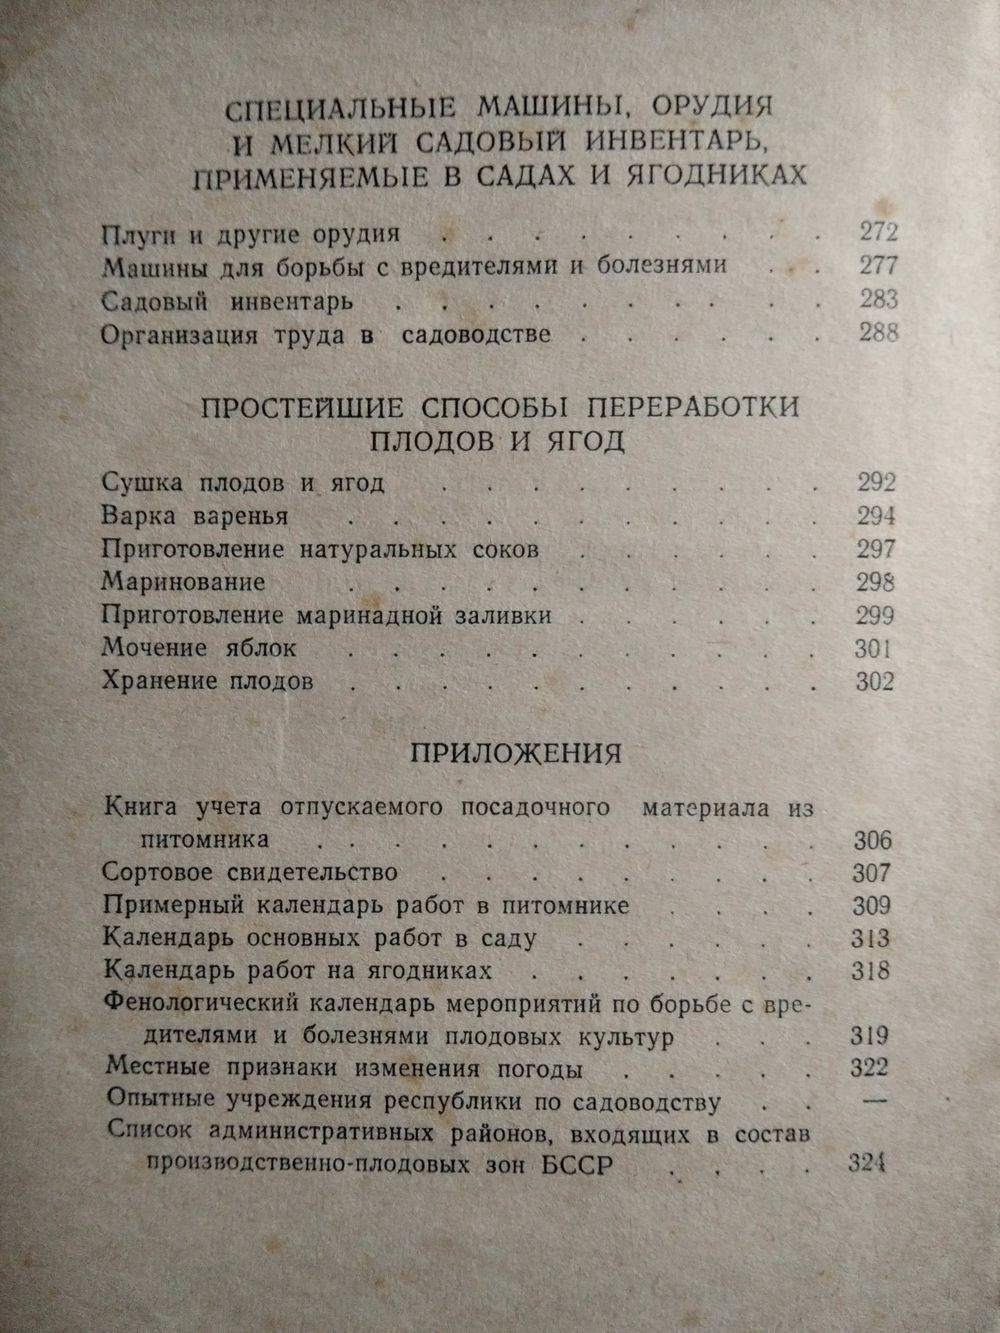 СПЕЦИАЛЬНЫЕ МАШИНЫ, ОРУДИЯ
И МЕЛКИЙ САДОВЫЙ ИНВЕНТАРЬ,
ПРИМЕНЯЕМЫЕ В САДАХ И ЯГОДНИКАХ
Плуги и другие орудия . . . . . . . . . 272
Машины для борьбы с вредителями и болезнями . . . 277
Садовый инвентарь . . . . . . . . . . 283
Организация труда в садоводстве . . . . . . 288
ПРОСТЕЙШИЕ СПОСОБЫ ПЕРЕРАБОТКИ
ПЛОДОВ И ЯГОД
Сушка плодов и ягод . . . . . . . . . 292
Варка варенья . . . . . . . . . . . 294
Приготовление натуральных соков . . . . . . 297
Маринование . . . . . . . . . . . 298
Приготовление маринадной заливки . . . . . . 299
Мочение яблок . . . . . . . . . . . 301
Хранение плодов . . . . . . . . . . . 302
ПРИЛОЖЕНИЯ
Книга учета отпускаемого посадочного материала из
питомника . . . . . . . . . . . . 306
Сортовое свидетельство . . . . . . . . . 307
Примерный календарь работ в питомнике . . . . 309
Календарь основных работ в саду . . . . . . 313
Календарь работ на ягодниках . . . . . . . 318
Фенологический календарь мероприятий по борьбе с вре-
дителями и болезнями плодовых культур . . . 319
Местные признаки изменения погоды . . . . . 322
Опытные учреждения республики по садоводству . . —
Список административных районов, входящих в состав
производственно-плодовых зон БССР . . . . 324